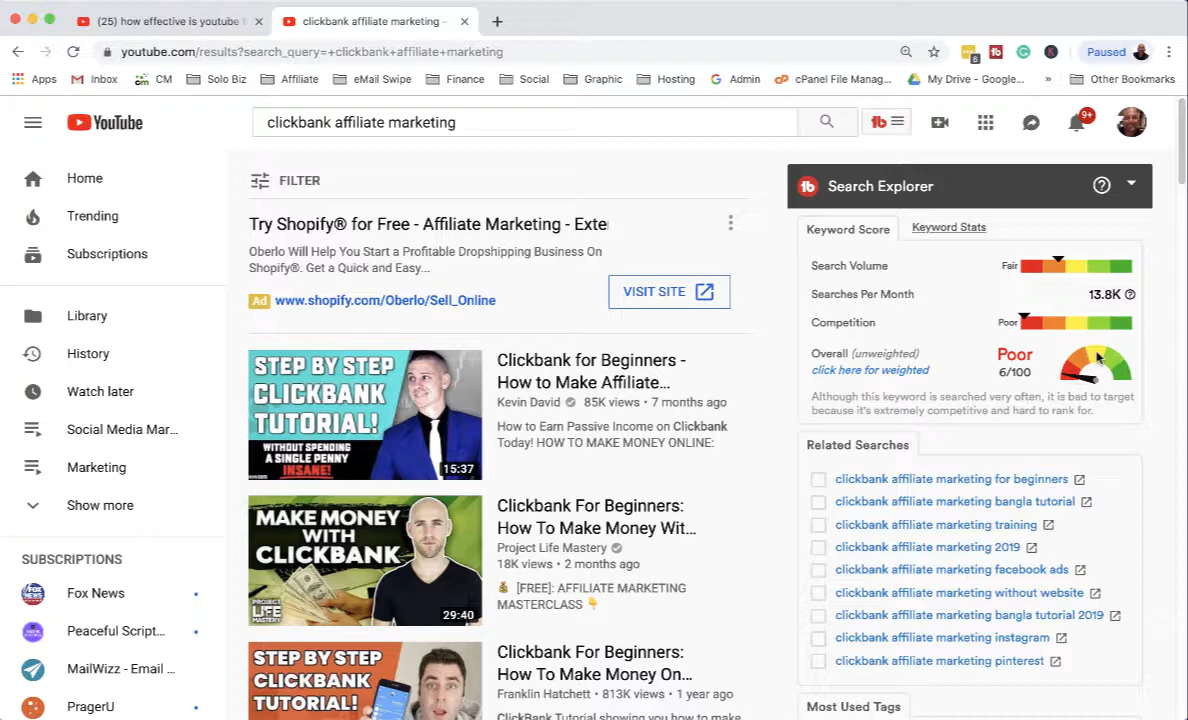 (25) how effective is youtube
clickbank affiliate marketing -
youtube.com/results?search_query=+clickbank+affiliate+marketing
6
Paused
Apps
Inbox
CM
Solo Biz
Affiliate
eMail Swipe
Finance
Social
Graphic
Hosting
Admin
cPanel File Manag...
My Drive - Google...
»
Other Bookmarks
YouTube
clickbank affiliate marketing
tb
9+
Home
Trending
Subscriptions
Library
History
Watch later
Social Media Mar...
Marketing
Show more
SUBSCRIPTIONS
Fox News
Peaceful Script...
MailWizz - Email ...
PragerU
FILTER
Try Shopify® for Free - Affiliate Marketing - Exte
Oberlo Will Help You Start a Profitable Dropshipping Business On
Shopify®. Get a Quick and Easy...
Ad www.shopify.com/Oberlo/Sell_Online
VISIT SITE
STEP BY STEP
CLICKBANK
TUTORIAL!
WITHOUT SPENDING
A SINGLE PENNY
INSANE!
15:37
Clickbank for Beginners -
How to Make Affiliate...
Kevin David 85K views • 7 months ago
How to Earn Passive Income on Clickbank
Today! HOW TO MAKE MONEY ONLINE:
MAKE MONEY
WITH
CLICKBANK
PROJECT
LIFE
MASTERY
29:40
Clickbank For Beginners:
How To Make Money Wit...
Project Life Mastery
18K views • 2 months ago
💰 [FREE]: AFFILIATE MARKETING
MASTERCLASS 👇
STEP BY STEP
CLICKBANK
TUTORIAL!
Clickbank For Beginners:
How To Make Money On...
Franklin Hatchett • 813K views • 1 year ago
ClickBank Tutorial showing you how to make
tb Search Explorer
Keyword Score
Keyword Stats
Search Volume
Fair
Searches Per Month
13.8K
Competition
Poor
Overall (unweighted)
click here for weighted
Poor
6/100
Although this keyword is searched very often, it is bad to target
because it's extremely competitive and hard to rank for.
Related Searches
clickbank affiliate marketing for beginners
clickbank affiliate marketing bangla tutorial
clickbank affiliate marketing training
clickbank affiliate marketing 2019
clickbank affiliate marketing facebook ads
clickbank affiliate marketing without website
clickbank affiliate marketing bangla tutorial 2019
clickbank affiliate marketing instagram
clickbank affiliate marketing pinterest
Most Used Tags